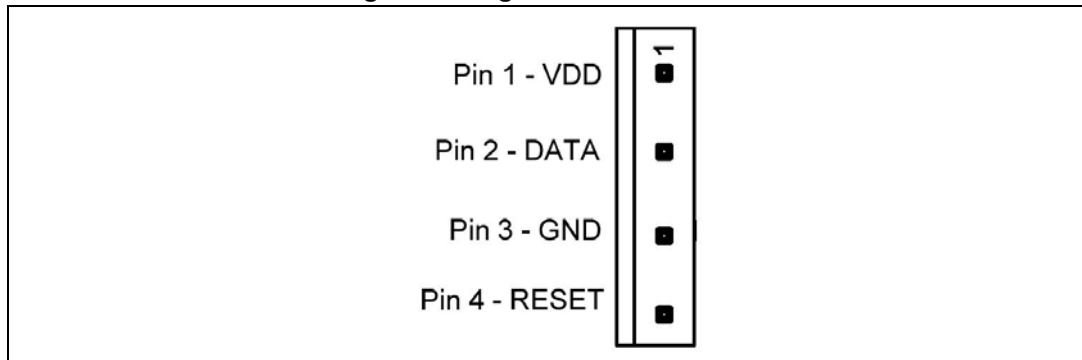 1
Pin 1 - VDD
Pin 2 - DATA
Pin 3 - GND
Pin 4 - RESET